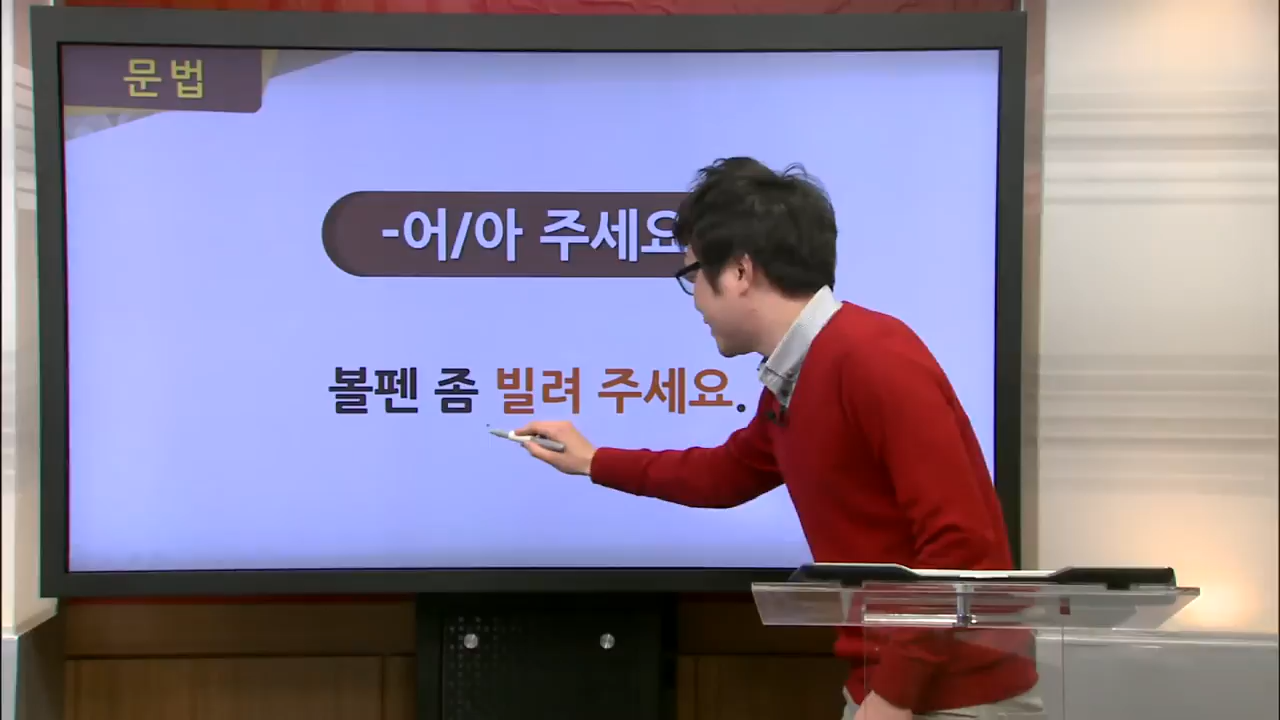 문법
-어/아 주세요
볼펜 좀 빌려 주세요.